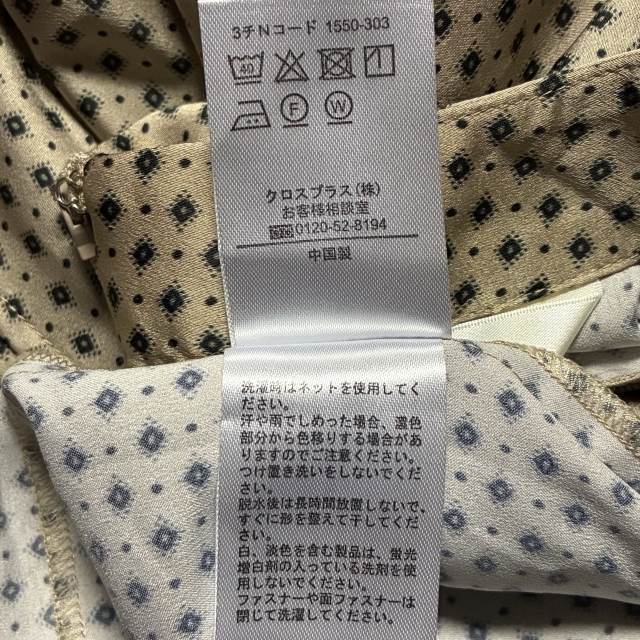 3チNコード 1550-303
40
F W
クロスプラス(株)
お客様相談室
0120-52-8194
中国製
洗濯時はネットを使用してく
ださい。
汗や雨でしめった場合、濃色
部分から色移りする場合があ
りますのでご注意ください。
つけ置き洗いをしないでくだ
さい。
脱水後は長時間放置しないで、
すぐに形を整えて干してくだ
さい。
白、淡色を含む製品は、蛍光
増白剤の入っている洗剤を使
用しないでください。
ファスナーや面ファスナーは
閉じて洗濯してください。